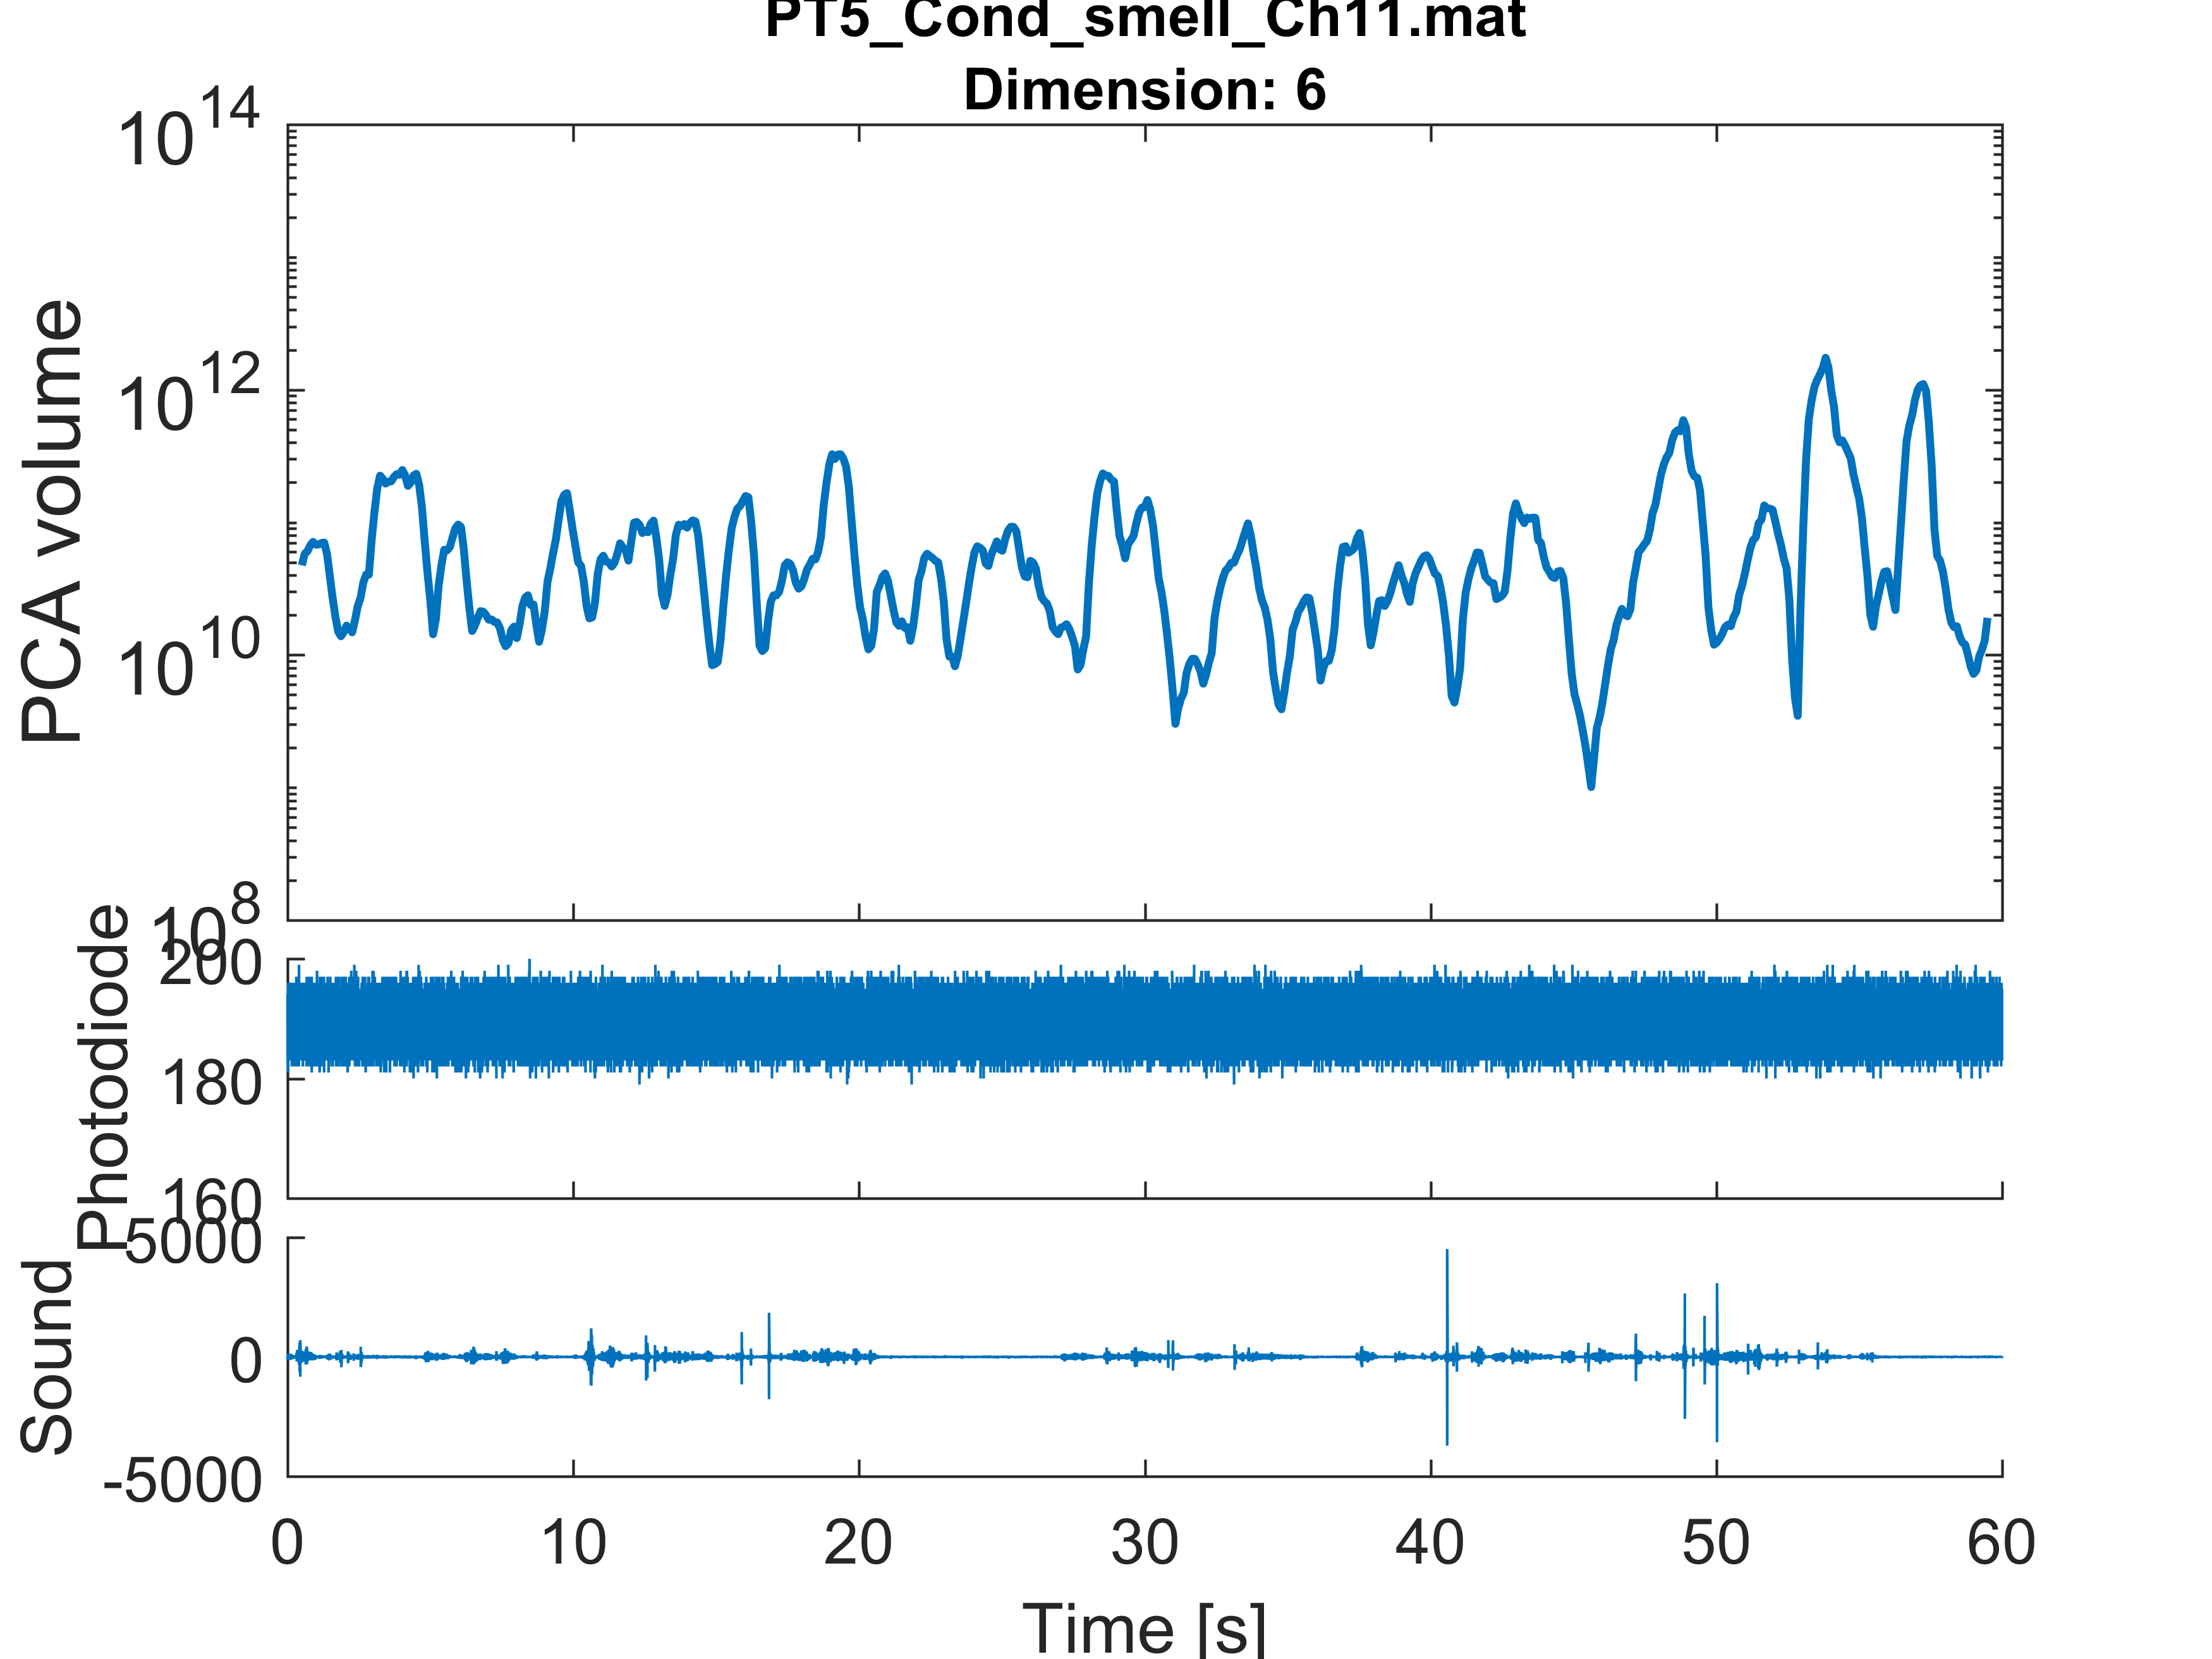 PT5_Cond_smell_Ch11.mat
Dimension: 6
PCA volume
10^14
10^12
10^10
10^8
Photodiode
200
180
160
Sound
5000
0
-5000
0 10 20 30 40 50 60
Time [s]